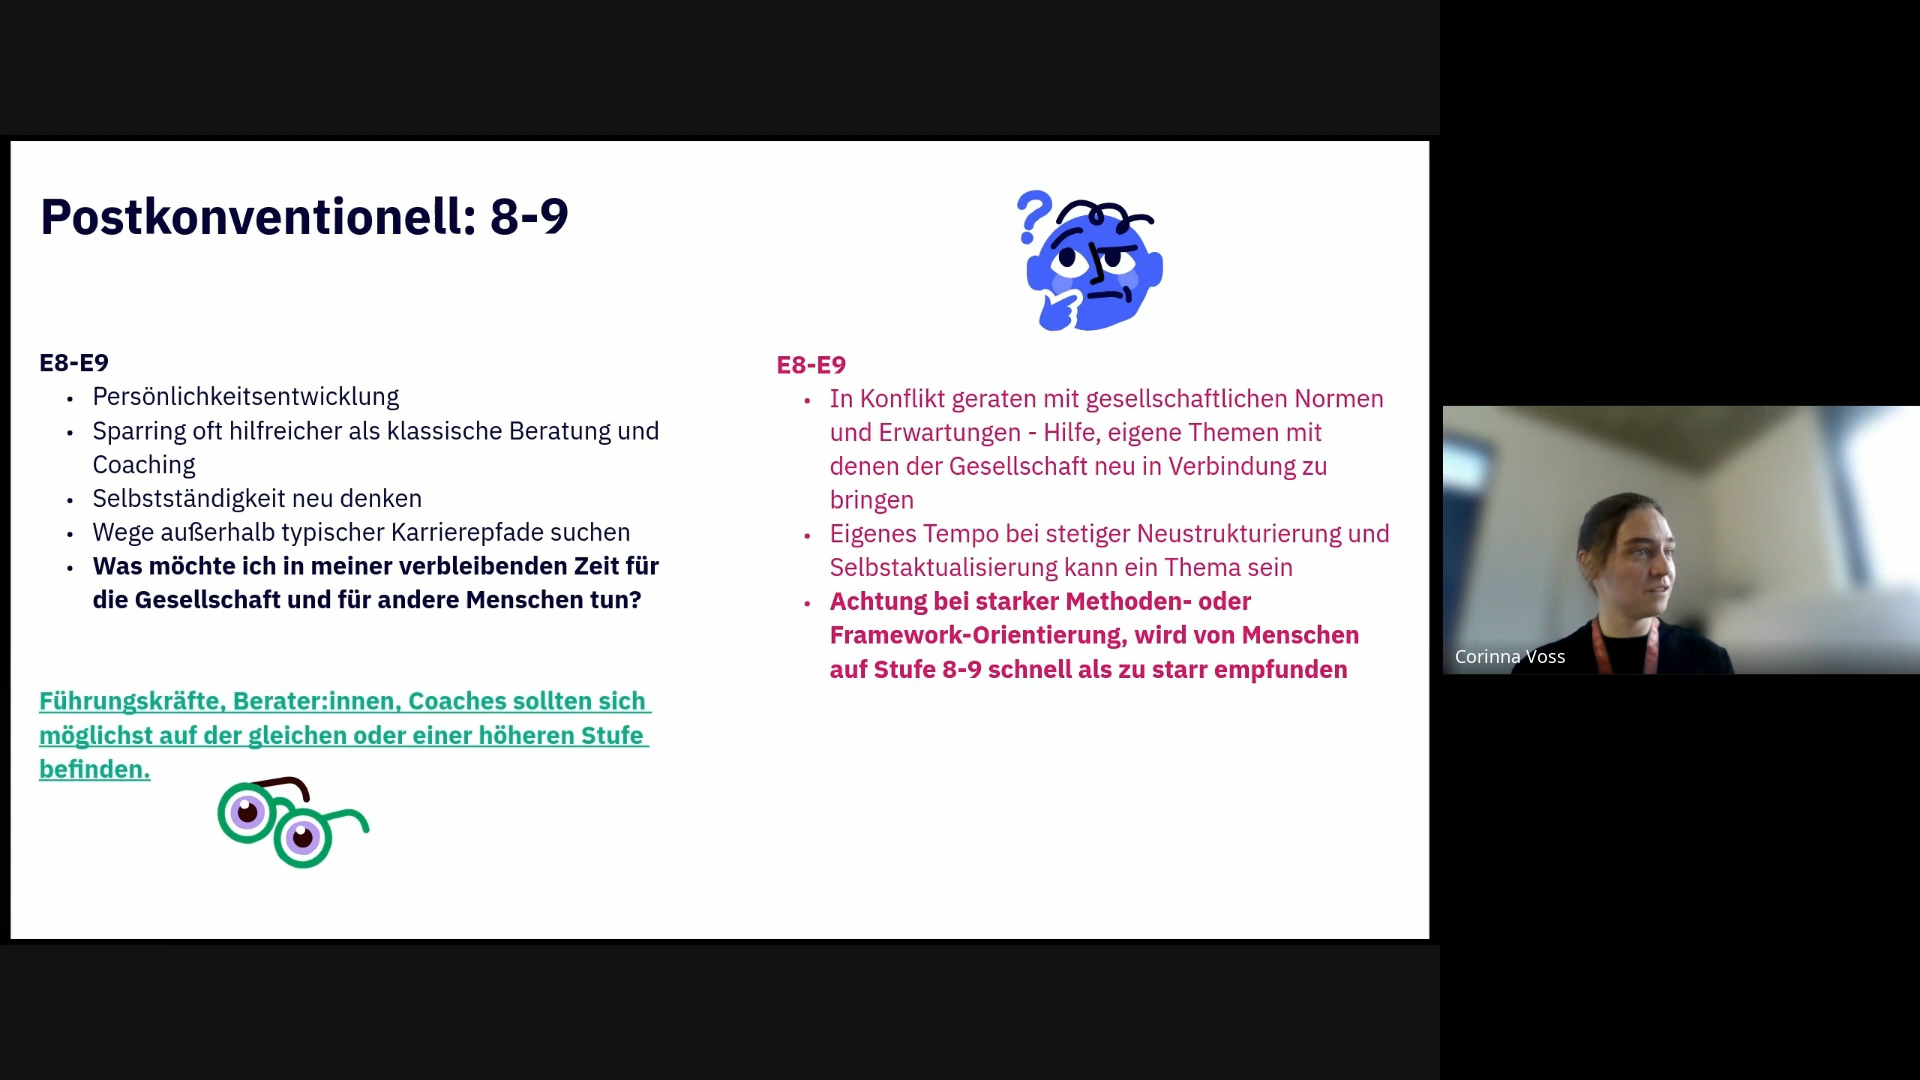 Postkonventionell: 8-9
E8-E9
• Persönlichkeitsentwicklung
• Sparring oft hilfreicher als klassische Beratung und
Coaching
• Selbstständigkeit neu denken
• Wege außerhalb typischer Karrierepfade suchen
• Was möchte ich in meiner verbleibenden Zeit für
die Gesellschaft und für andere Menschen tun?
Führungskräfte, Berater:innen, Coaches sollten sich
möglichst auf der gleichen oder einer höheren Stufe
befinden.
?
E8-E9
• In Konflikt geraten mit gesellschaftlichen Normen
und Erwartungen - Hilfe, eigene Themen mit
denen der Gesellschaft neu in Verbindung zu
bringen
• Eigenes Tempo bei stetiger Neustrukturierung und
Selbstaktualisierung kann ein Thema sein
• Achtung bei starker Methoden- oder
Framework-Orientierung, wird von Menschen
auf Stufe 8-9 schnell als zu starr empfunden
Corinna Voss